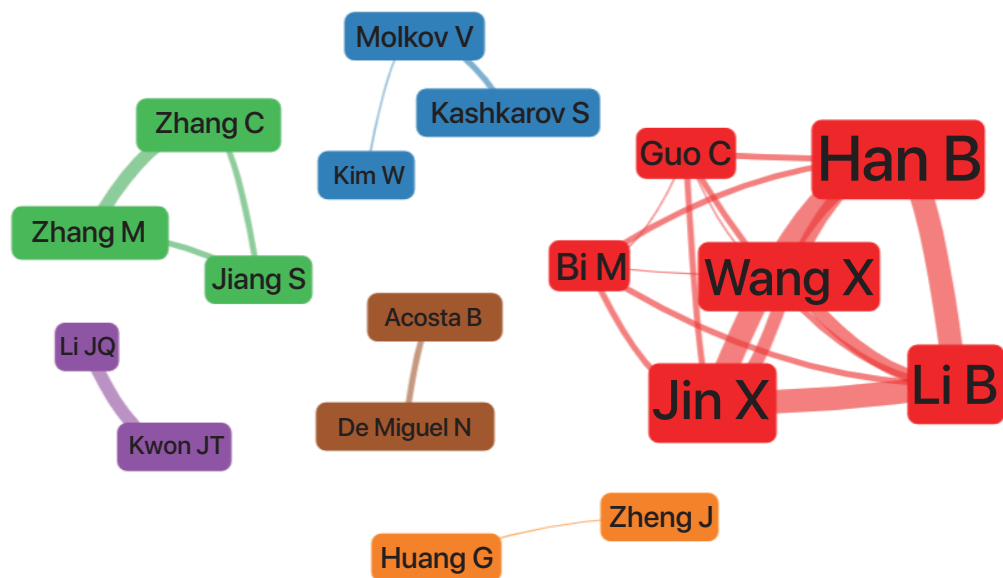 Molkov V
Kashkarov S
Kim W
Zhang C
Zhang M
Jiang S
Guo C
Han B
Bi M
Wang X
Jin X
Li B
Li JQ
Kwon JT
Acosta B
De Miguel N
Zheng J
Huang G